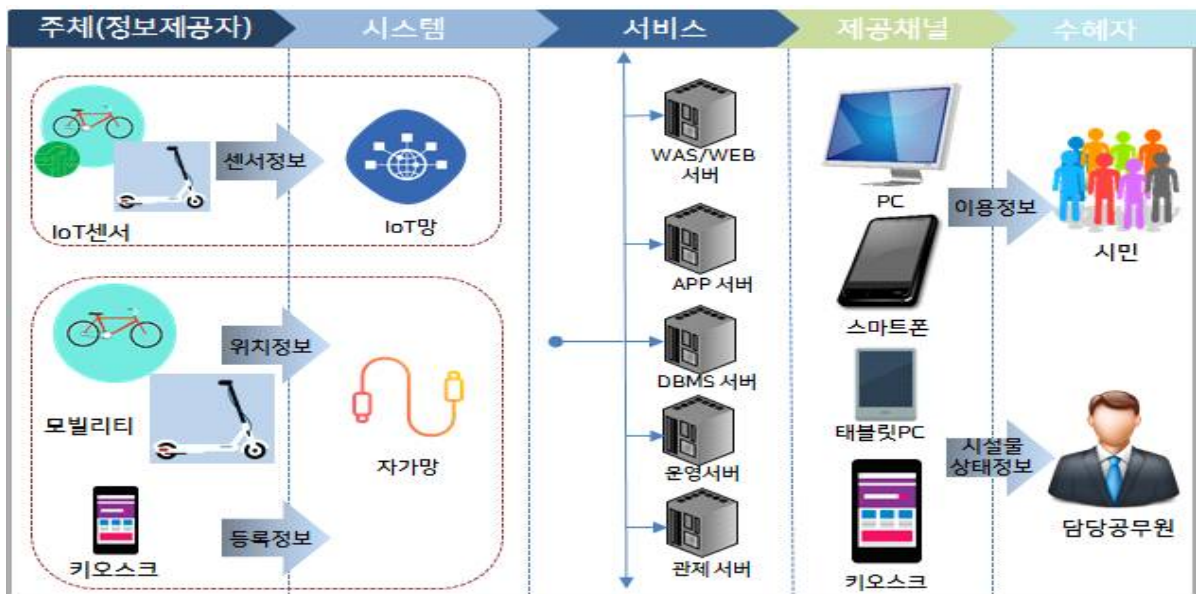 주체(정보제공자)
시스템
서비스
제공채널
수혜자
센서정보
IoT센서
IoT망
위치정보
모빌리티
자가망
등록정보
키오스크
WAS/WEB
서버
APP 서버
DBMS 서버
운영서버
관제 서버
PC
스마트폰
태블릿PC
키오스크
이용정보
시민
시설물
상태정보
담당공무원